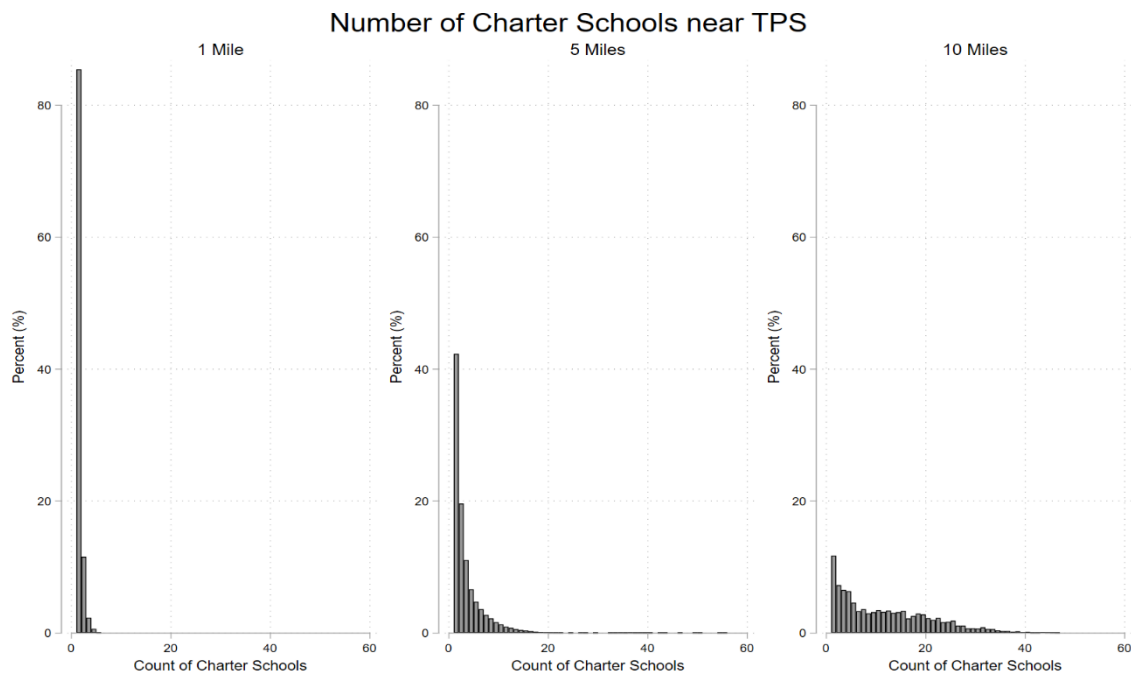 Number of Charter Schools near TPS
1 Mile
5 Miles
10 Miles
80
60
40
20
0
Percent (%)
0 20 40 60
Count of Charter Schools
80
60
40
20
0
Percent (%)
0 20 40 60
Count of Charter Schools
80
60
40
20
0
Percent (%)
0 20 40 60
Count of Charter Schools